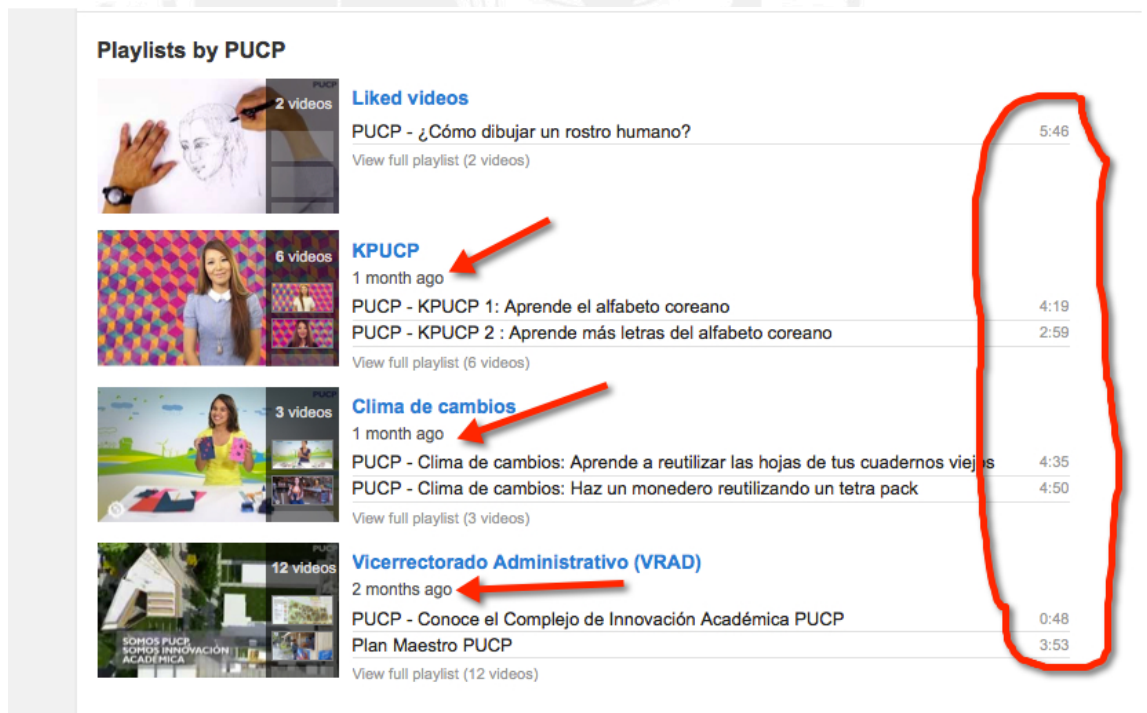 Playlists by PUCP
PUCP
2 videos
Liked videos
PUCP - ¿Cómo dibujar un rostro humano?
5:46
View full playlist (2 videos)
6 videos
KPUCP
1 month ago
PUCP - KPUCP 1: Aprende el alfabeto coreano
4:19
PUCP - KPUCP 2 : Aprende más letras del alfabeto coreano
2:59
View full playlist (6 videos)
PUCP
3 videos
Clima de cambios
1 month ago
PUCP - Clima de cambios: Aprende a reutilizar las hojas de tus cuadernos viejos
4:35
PUCP - Clima de cambios: Haz un monedero reutilizando un tetra pack
4:50
View full playlist (3 videos)
PUCP
12 videos
SOMOS PUCP,
SOMOS INNOVACIÓN
ACADÉMICA
Vicerrectorado Administrativo (VRAD)
2 months ago
PUCP - Conoce el Complejo de Innovación Académica PUCP
0:48
Plan Maestro PUCP
3:53
View full playlist (12 videos)